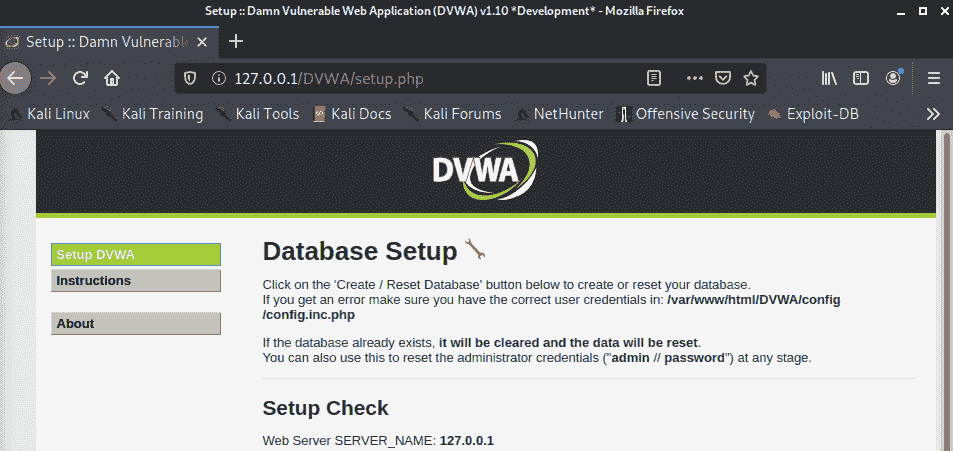 Setup :: Damn Vulnerable Web Application (DVWA) v1.10 *Development* - Mozilla Firefox
Setup :: Damn Vulnerable
127.0.0.1/DVWA/setup.php
Kali Linux Kali Training Kali Tools Kali Docs Kali Forums NetHunter Offensive Security Exploit-DB
DVWA
Setup DVWA
Instructions
About
Database Setup
Click on the 'Create / Reset Database' button below to create or reset your database.
If you get an error make sure you have the correct user credentials in: /var/www/html/DVWA/config
/config.inc.php
If the database already exists, it will be cleared and the data will be reset.
You can also use this to reset the administrator credentials ("admin // password") at any stage.
Setup Check
Web Server SERVER_NAME: 127.0.0.1